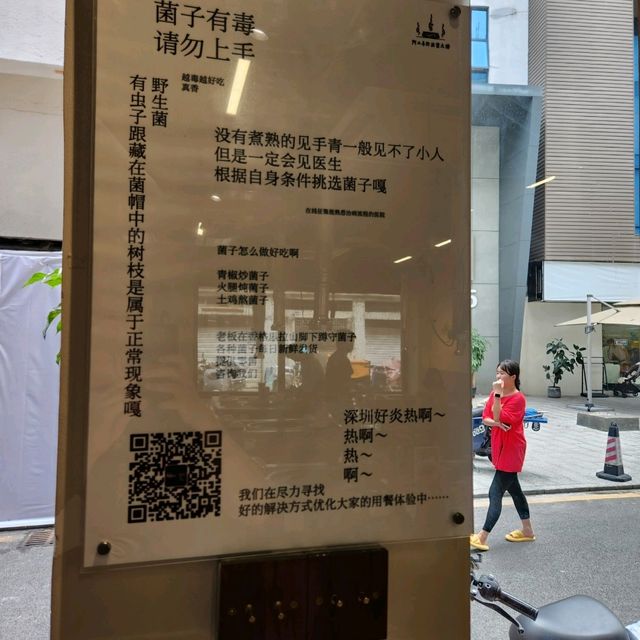 菌子有毒
请勿上手
越毒越好吃
真香
野生菌
有虫子跟藏在菌帽中的树枝是属于正常现象嘎
没有煮熟的见手青一般见不了小人
但是一定会见医生
根据自身条件挑选菌子嘎
菌子怎么做好吃啊
青椒炒菌子
火腿炖菌子
土鸡熬菌子
深圳好炎热啊～
热啊～
热～
啊～
我们在尽力寻找
好的解决方式优化大家的用餐体验中……